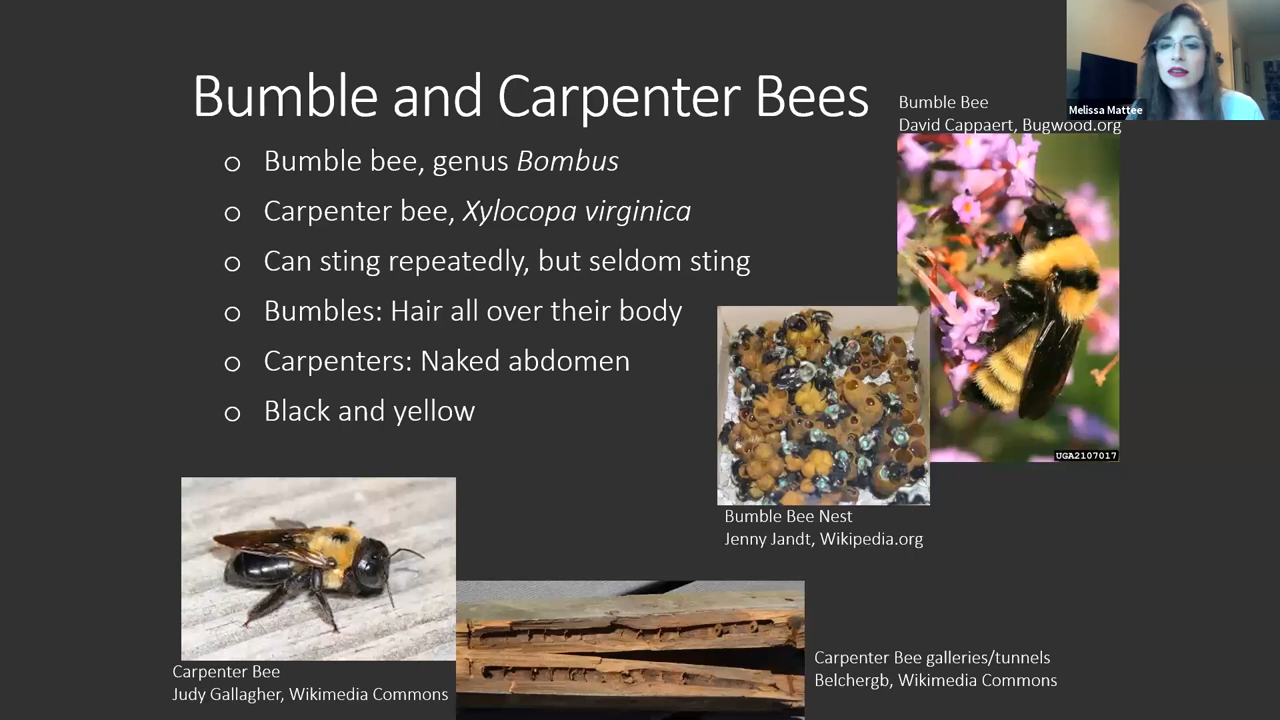 Bumble and Carpenter Bees
o Bumble bee, genus Bombus
o Carpenter bee, Xylocopa virginica
o Can sting repeatedly, but seldom sting
o Bumbles: Hair all over their body
o Carpenters: Naked abdomen
o Black and yellow
Melissa Mattee
Bumble Bee
David Cappaert, Bugwood.org
UGA2107017
Bumble Bee Nest
Jenny Jandt, Wikipedia.org
Carpenter Bee
Judy Gallagher, Wikimedia Commons
Carpenter Bee galleries/tunnels
Belchergb, Wikimedia Commons